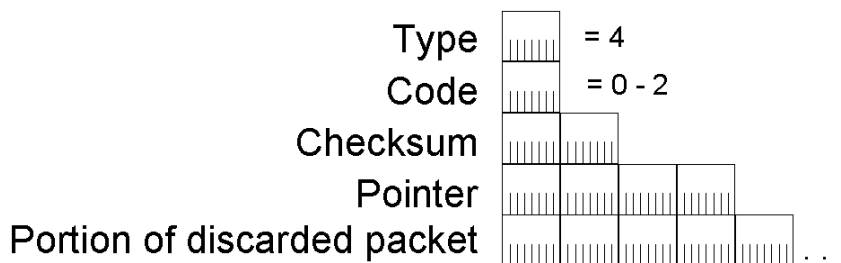 Type = 4
Code = 0 - 2
Checksum
Pointer
Portion of discarded packet . .